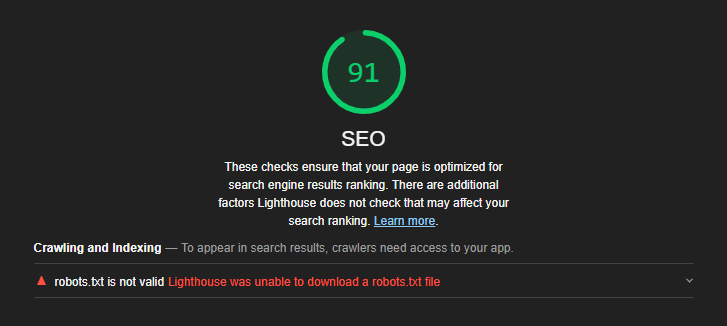 91
SEO
These checks ensure that your page is optimized for
search engine results ranking. There are additional
factors Lighthouse does not check that may affect your
search ranking. Learn more.
Crawling and Indexing — To appear in search results, crawlers need access to your app.
robots.txt is not valid Lighthouse was unable to download a robots.txt file